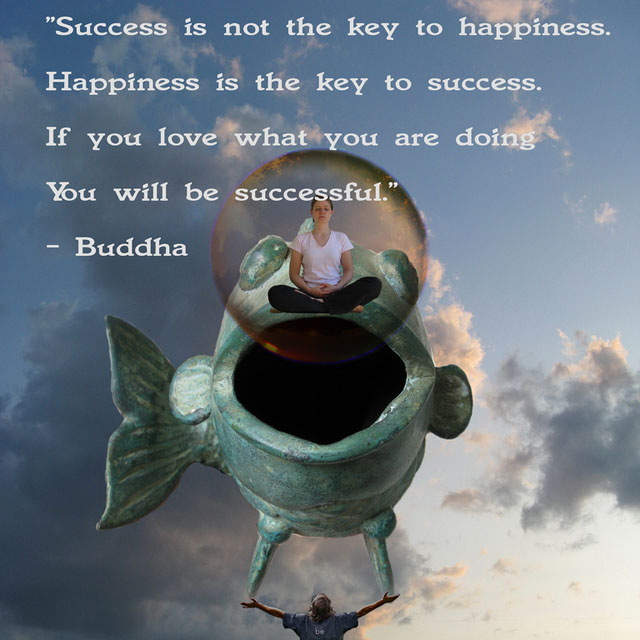 "Success is not the key to happiness.
Happiness is the key to success.
If you love what you are doing
You will be successful."
- Buddha
be